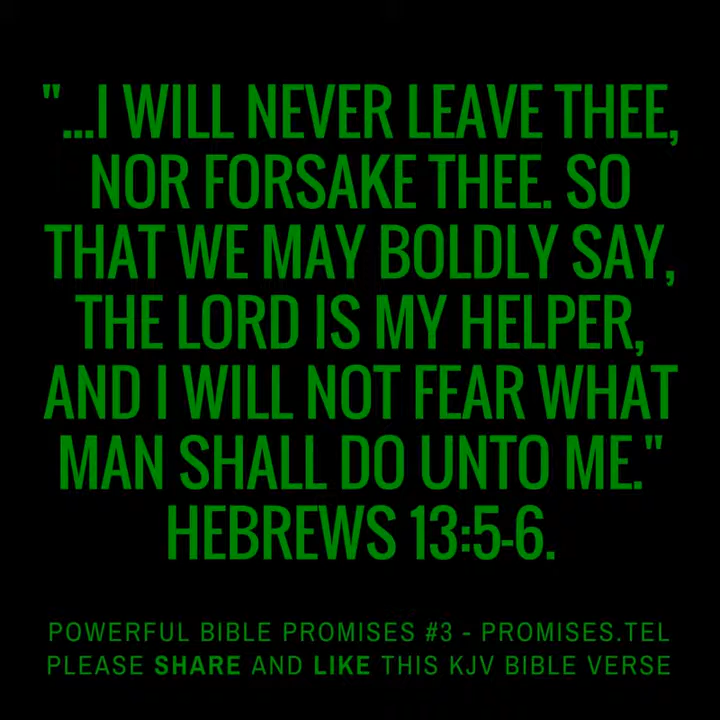 "...I WILL NEVER LEAVE THEE,
NOR FORSAKE THEE. SO
THAT WE MAY BOLDLY SAY,
THE LORD IS MY HELPER,
AND I WILL NOT FEAR WHAT
MAN SHALL DO UNTO ME."
HEBREWS 13:5-6.
POWERFUL BIBLE PROMISES #3 - PROMISES.TEL
PLEASE SHARE AND LIKE THIS KJV BIBLE VERSE